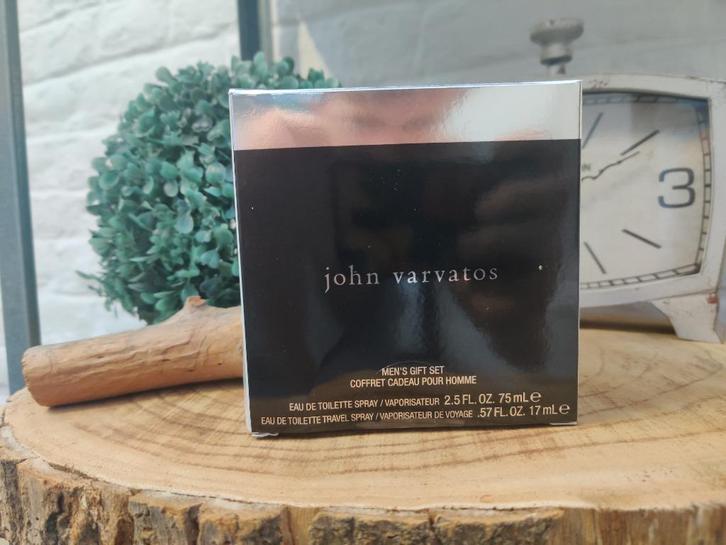 john varvatos
MEN'S GIFT SET
COFFRET CADEAU POUR HOMME
EAU DE TOILETTE SPRAY / VAPORISATEUR 2.5 FL. OZ. 75 mL ℮
EAU DE TOILETTE TRAVEL SPRAY / VAPORISATEUR DE VOYAGE .57 FL. OZ. 17 mL ℮
3